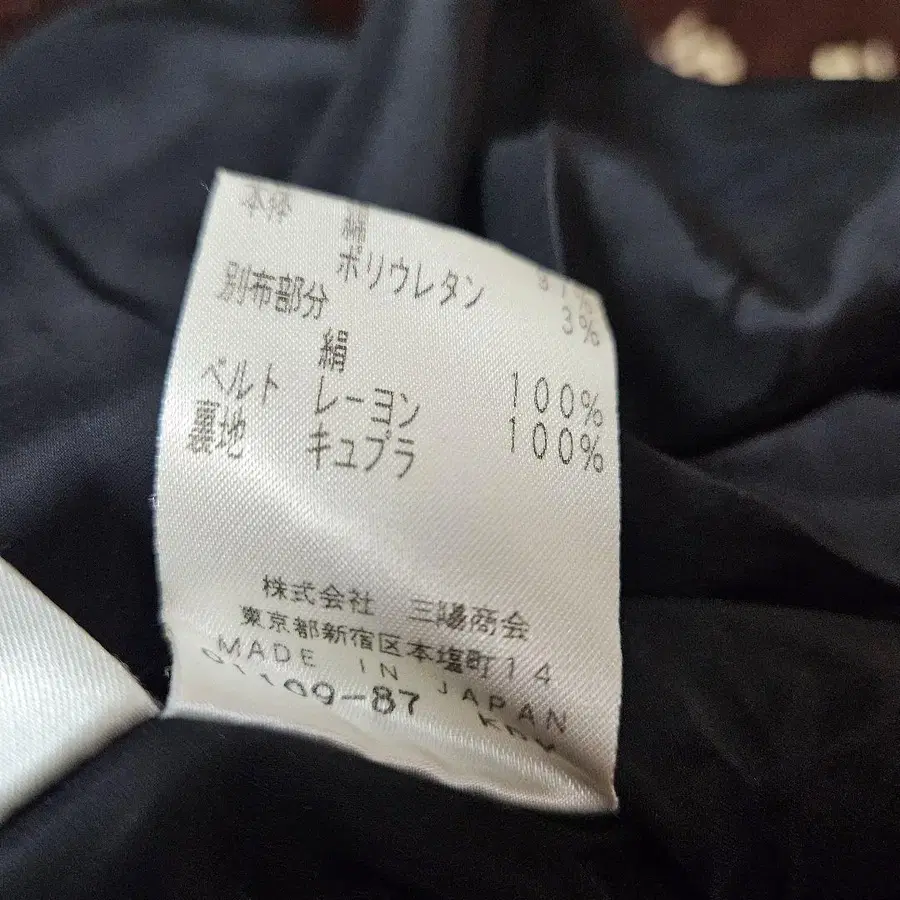 本体
ポリウレタン 3%
別布部分
絹 100%
ベルト レーヨン 100%
裏地 キュプラ
株式会社 三陽商会
東京都新宿区本塩町14
MADE IN JAPAN